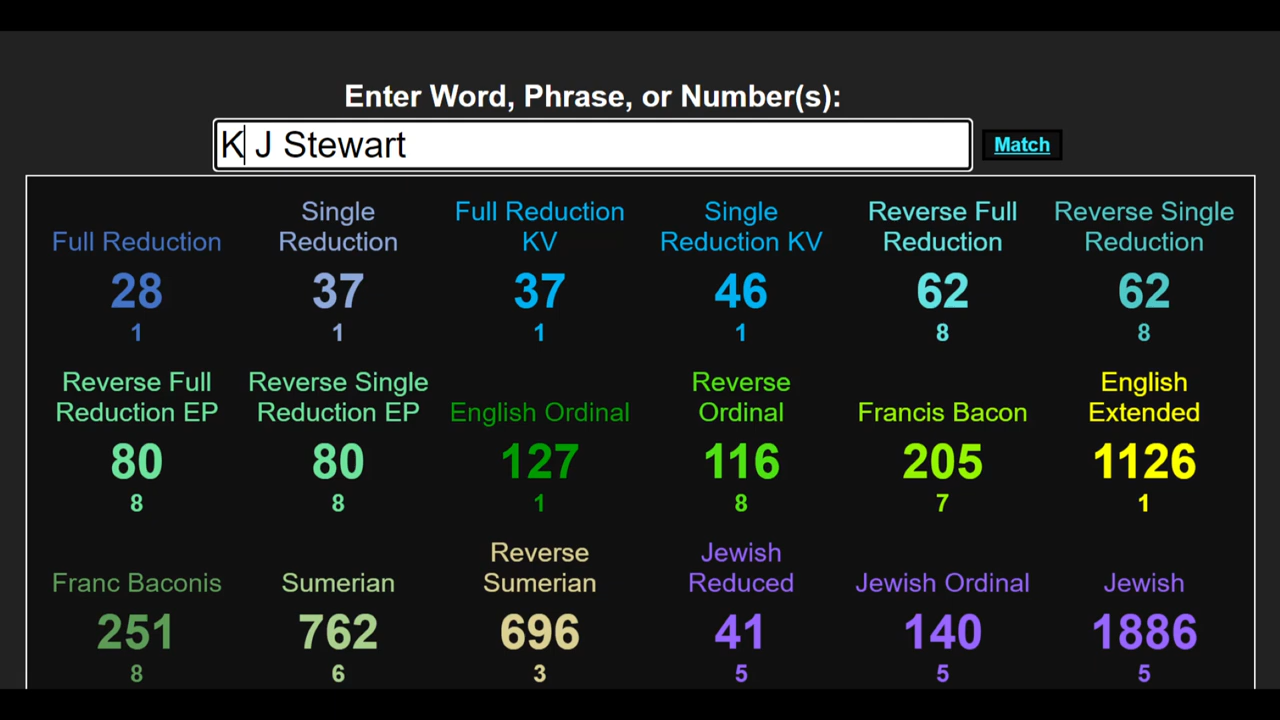 Enter Word, Phrase, or Number(s):
K J Stewart
Match
Full Reduction
28
1
Single
Reduction
37
1
Full Reduction
KV
37
1
Single
Reduction KV
46
1
Reverse Full
Reduction
62
8
Reverse Single
Reduction
62
8
Reverse Full
Reduction EP
80
8
Reverse Single
Reduction EP
80
8
English Ordinal
127
1
Reverse
Ordinal
116
8
Francis Bacon
205
7
English
Extended
1126
1
Franc Baconis
251
8
Sumerian
762
6
Reverse
Sumerian
696
3
Jewish
Reduced
41
5
Jewish Ordinal
140
5
Jewish
1886
5